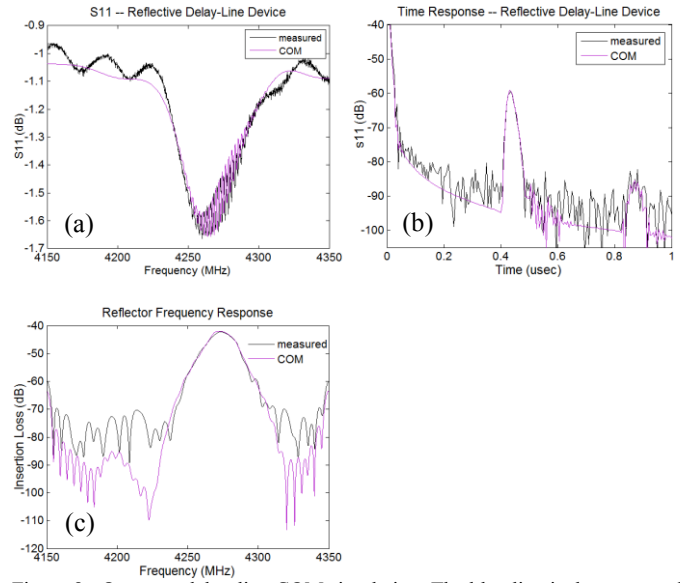 S11 -- Reflective Delay-Line Device
-0.9
-1
-1.1
-1.2
-1.3
-1.4
-1.5
-1.6
-1.7
S11 (dB)
measured
COM
(a)
4150 4200 4250 4300 4350
Frequency (MHz)
Time Response -- Reflective Delay-Line Device
-40
-50
-60
-70
-80
-90
-100
s11 (dB)
measured
COM
(b)
0 0.2 0.4 0.6 0.8 1
Time (usec)
Reflector Frequency Response
-40
-50
-60
-70
-80
-90
-100
-110
-120
Insertion Loss (dB)
measured
COM
(c)
4150 4200 4250 4300 4350
Frequency (MHz)